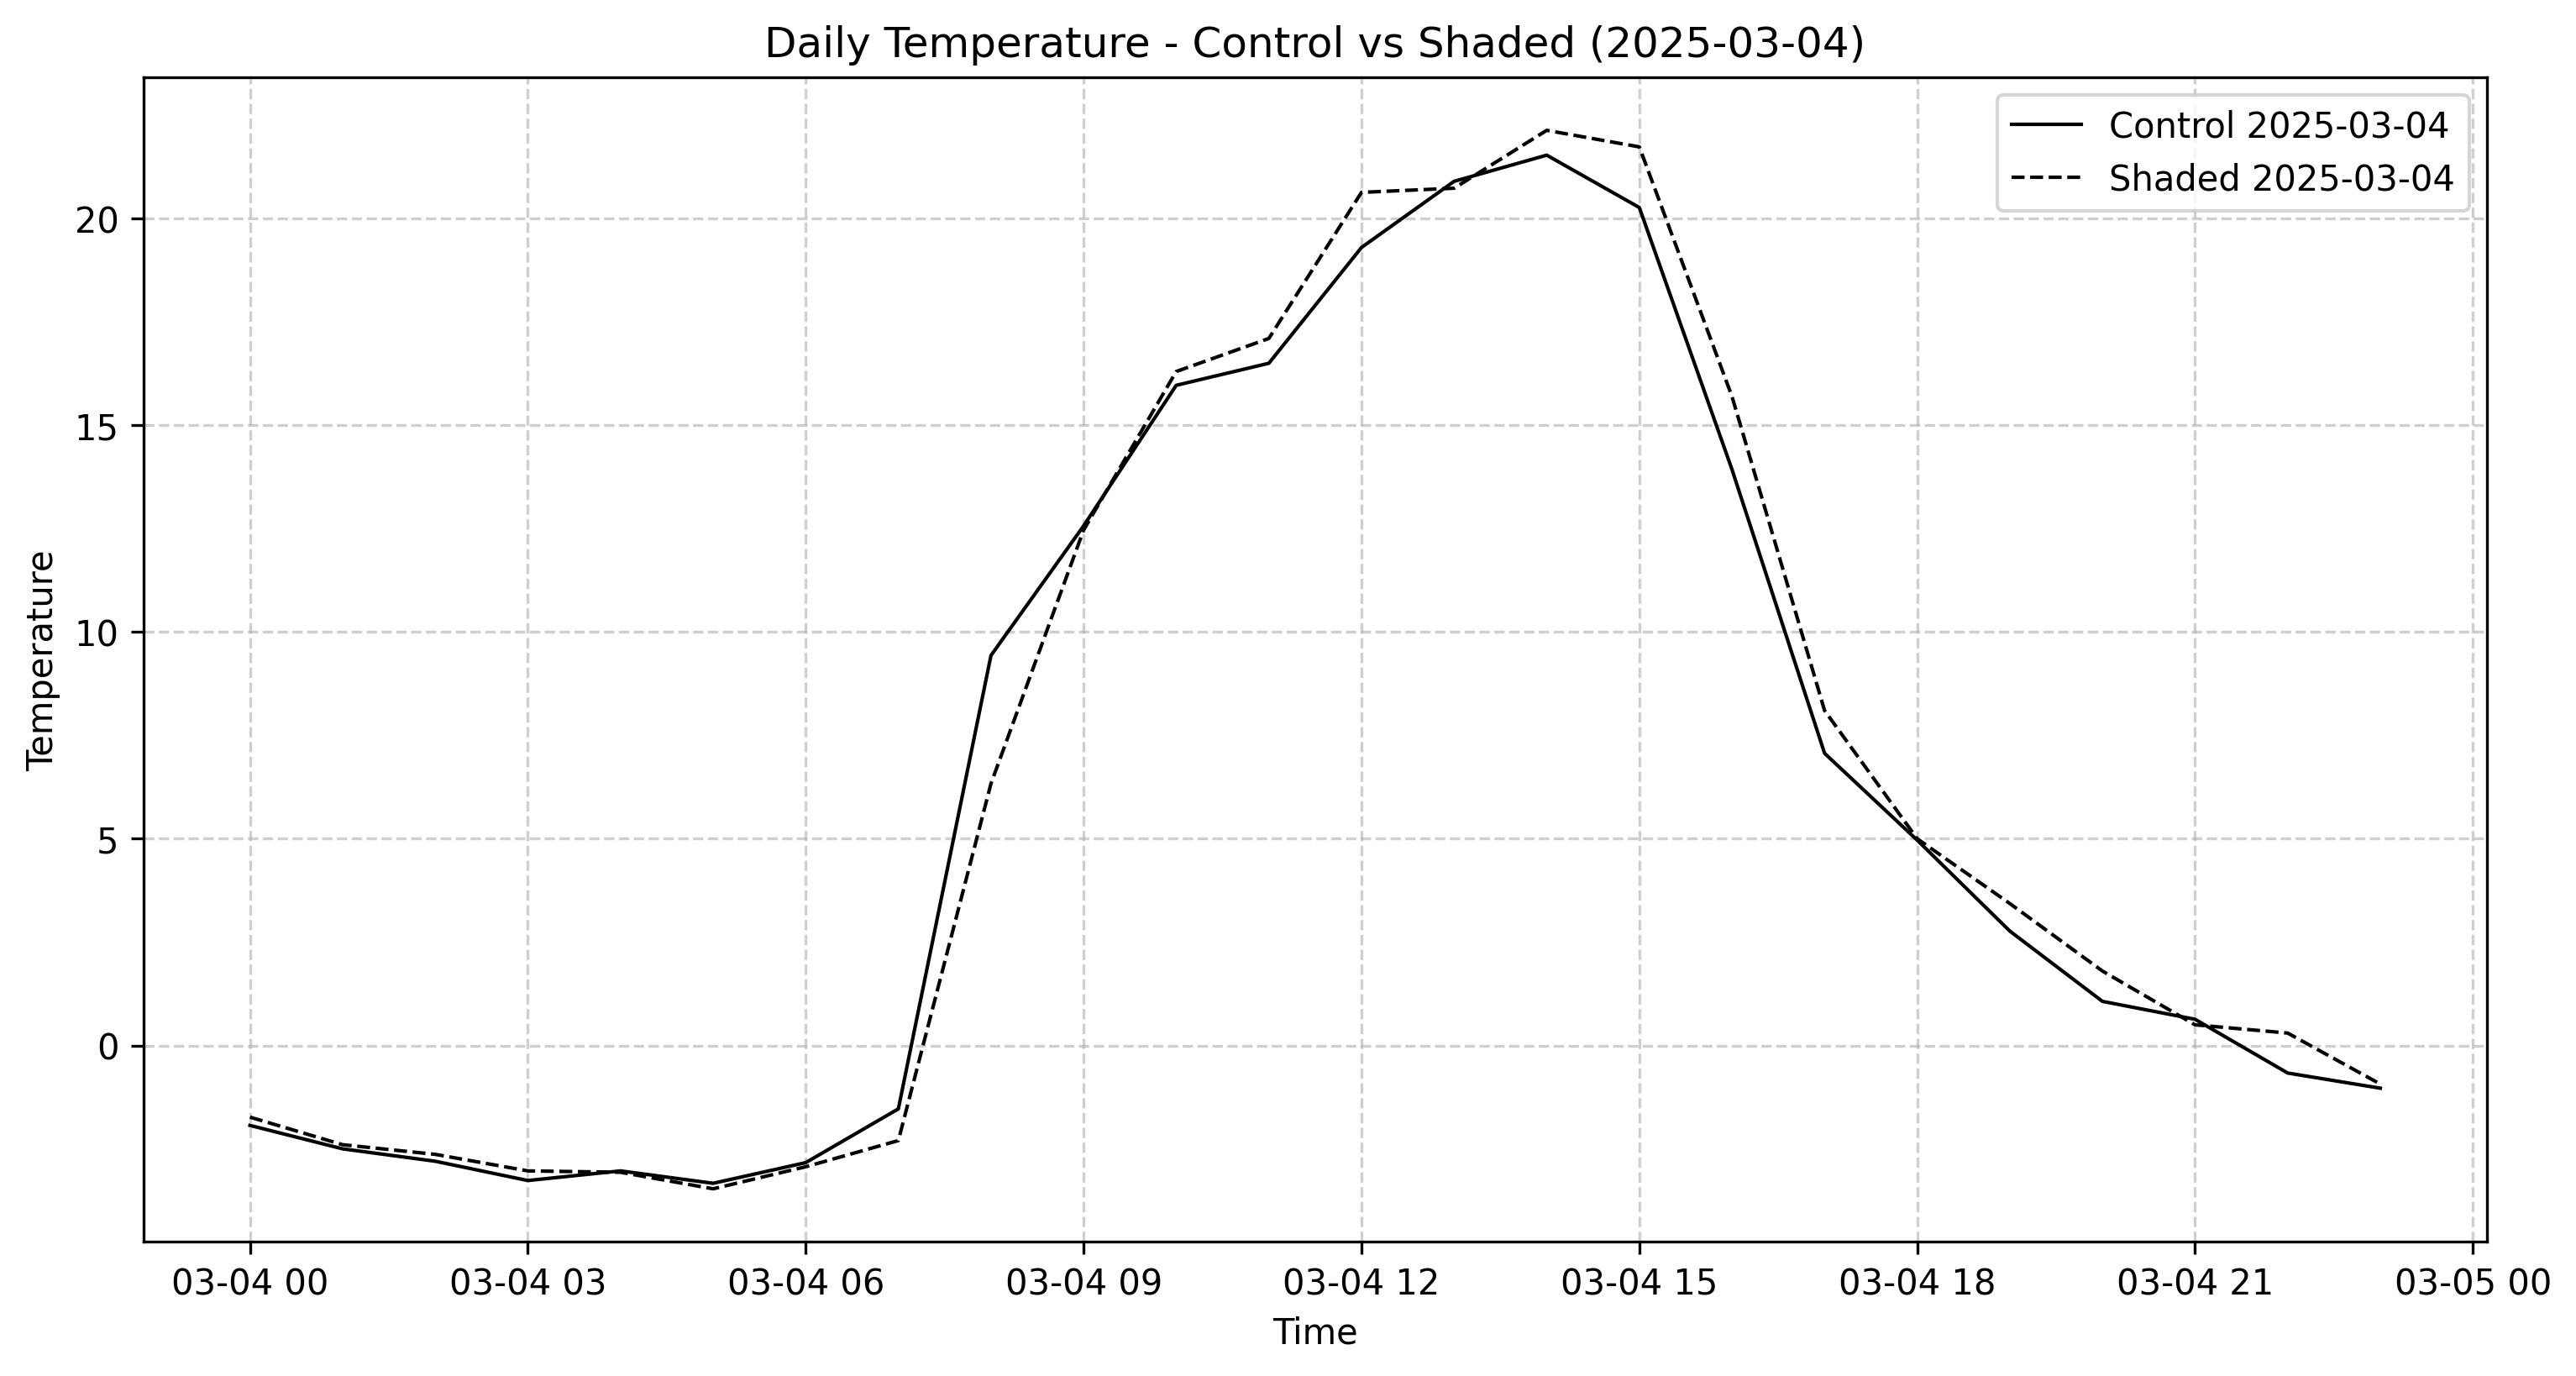 Daily Temperature - Control vs Shaded (2025-03-04)
Control 2025-03-04
Shaded 2025-03-04
Temperature
20
15
10
5
0
03-04 00 03-04 03 03-04 06 03-04 09 03-04 12 03-04 15 03-04 18 03-04 21 03-05 00
Time